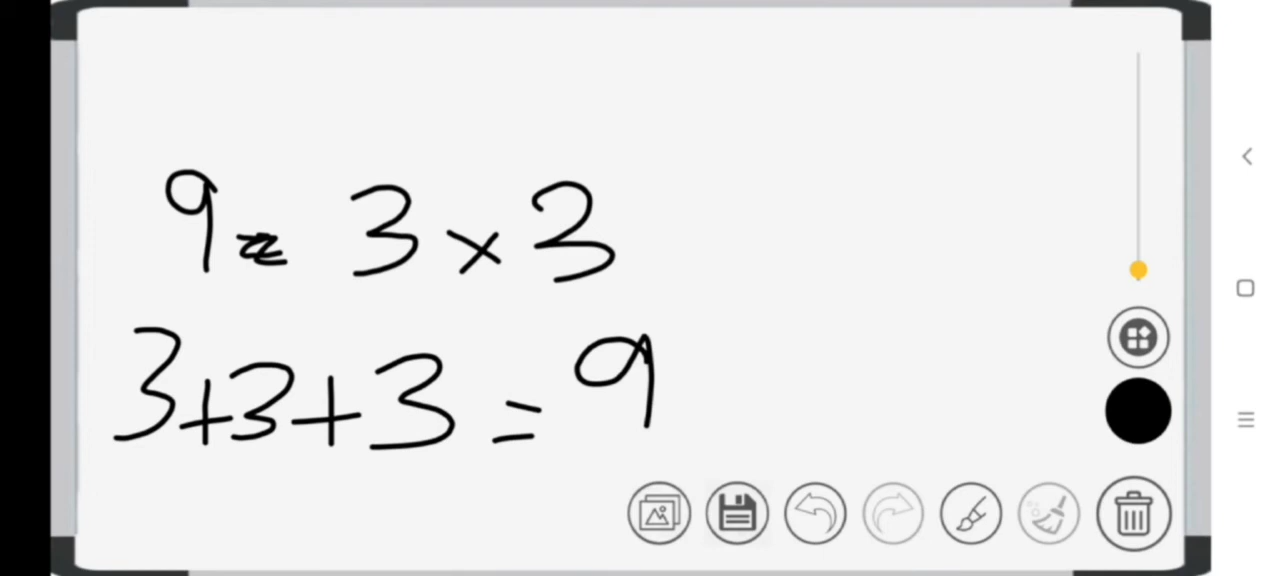 9 = 3 × 3
3+3+3 = 9